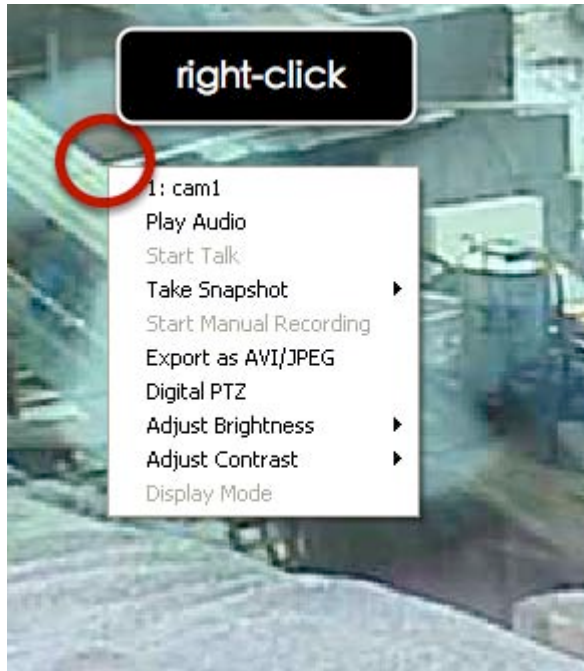 right-click
1: cam1
Play Audio
Start Talk
Take Snapshot
Start Manual Recording
Export as AVI/JPEG
Digital PTZ
Adjust Brightness
Adjust Contrast
Display Mode